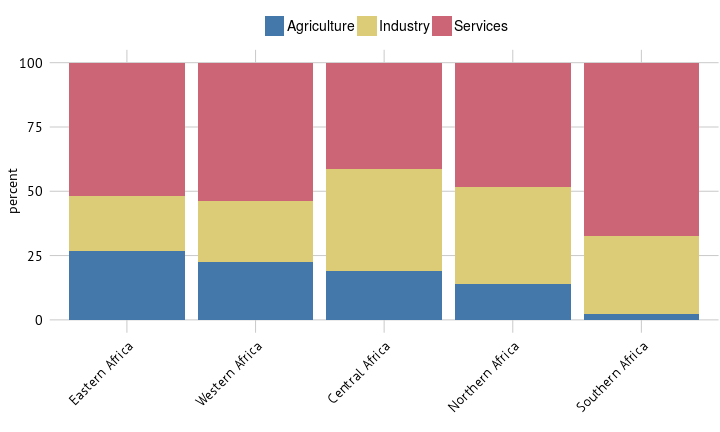 Agriculture Industry Services
100
75
50
25
0
percent
Eastern Africa
Western Africa
Central Africa
Northern Africa
Southern Africa